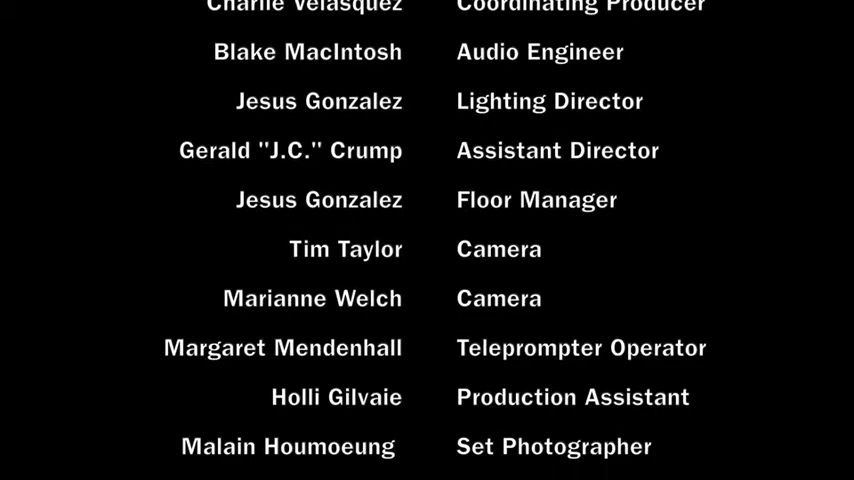 Charlie Velasquez Coordinating Producer
Blake MacIntosh Audio Engineer
Jesus Gonzalez Lighting Director
Gerald "J.C." Crump Assistant Director
Jesus Gonzalez Floor Manager
Tim Taylor Camera
Marianne Welch Camera
Margaret Mendenhall Teleprompter Operator
Holli Gilvaie Production Assistant
Malain Houmoeung Set Photographer